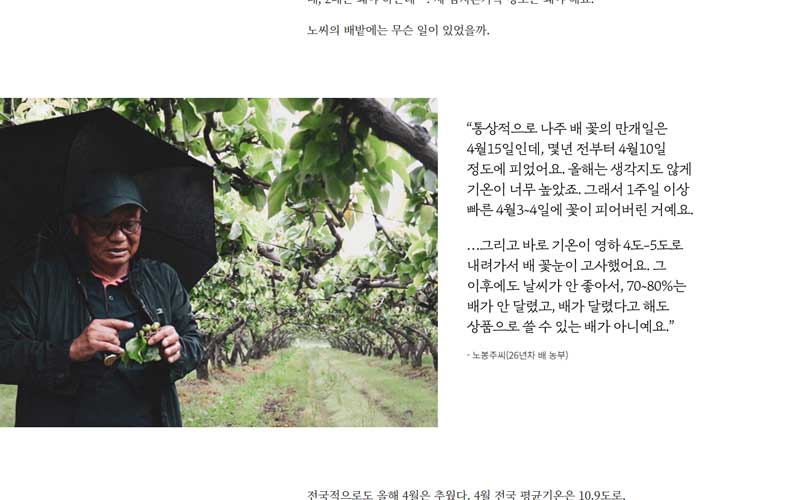 노씨의 배밭에는 무슨 일이 있었을까.
“통상적으로 나주 배 꽃의 만개일은
4월15일인데, 몇년 전부터 4월10일
정도에 피었어요. 올해는 생각지도 않게
기온이 너무 높았죠. 그래서 1주일 이상
빠른 4월3~4일에 꽃이 피어버린 거예요.
…그리고 바로 기온이 영하 4도~5도로
내려가서 배 꽃눈이 고사했어요. 그
이후에도 날씨가 안 좋아서, 70~80%는
배가 안 달렸고, 배가 달렸다고 해도
상품으로 쓸 수 있는 배가 아니예요.”
- 노봉주씨(26년차 배 농부)
전국적으로도 올해 4월은 추웠다. 4월 전국 평균기온은 10.9도로,